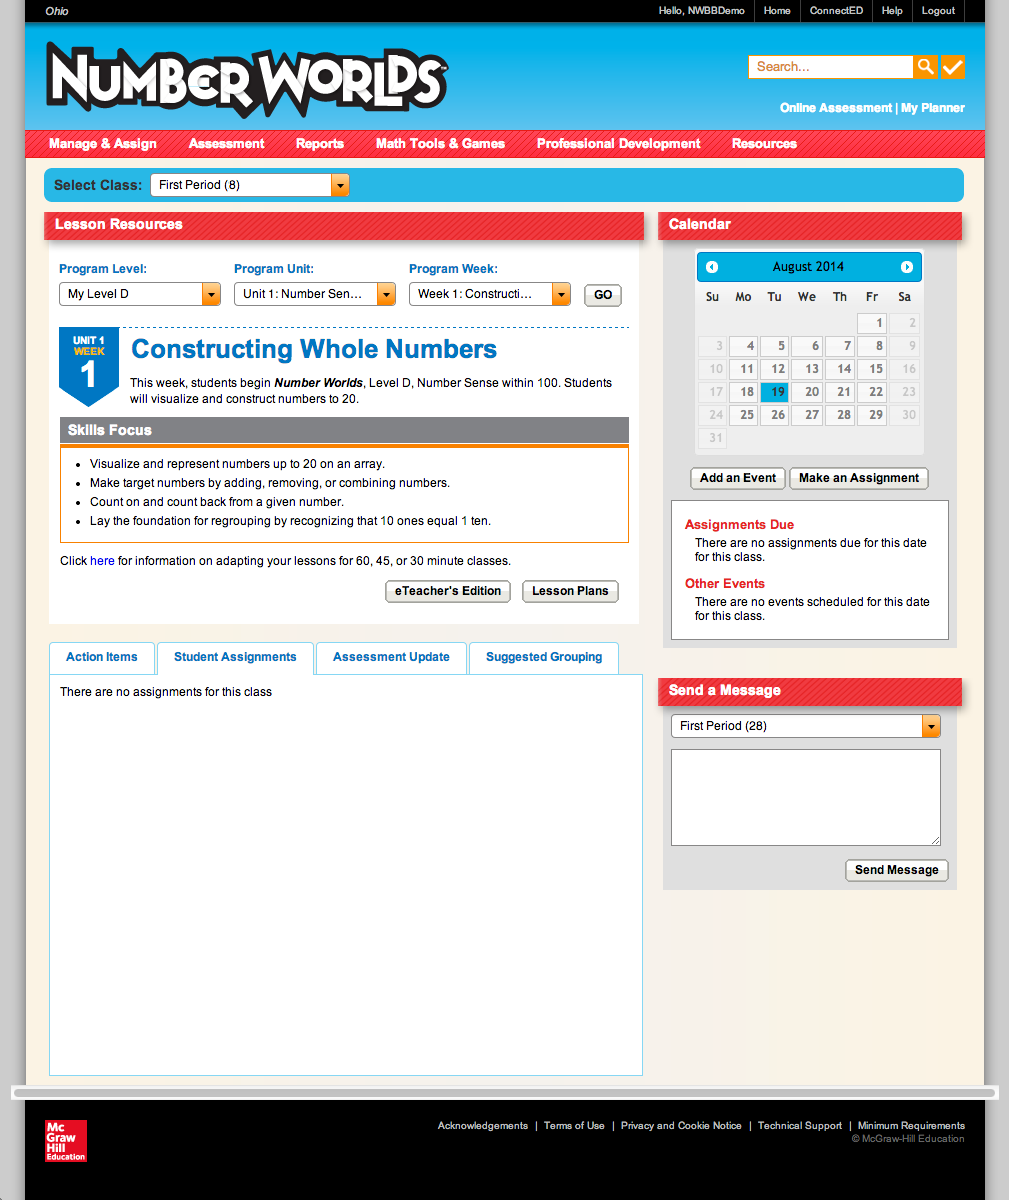 Ohio
Hello, NWBBDemo
Home
ConnectED
Help
Logout
NUMBER WORLDS™
Search...
Online Assessment | My Planner
Manage & Assign
Assessment
Reports
Math Tools & Games
Professional Development
Resources
Select Class:
First Period (8)
Lesson Resources
Program Level:
Program Unit:
Program Week:
My Level D
Unit 1: Number Sen...
Week 1: Constructi...
GO
UNIT 1
WEEK
1
Constructing Whole Numbers
This week, students begin Number Worlds, Level D, Number Sense within 100. Students
will visualize and construct numbers to 20.
Skills Focus
• Visualize and represent numbers up to 20 on an array.
• Make target numbers by adding, removing, or combining numbers.
• Count on and count back from a given number.
• Lay the foundation for regrouping by recognizing that 10 ones equal 1 ten.
Click here for information on adapting your lessons for 60, 45, or 30 minute classes.
eTeacher's Edition
Lesson Plans
Action Items
Student Assignments
Assessment Update
Suggested Grouping
There are no assignments for this class
Calendar
August 2014
Su Mo Tu We Th Fr Sa
1 2
3 4 5 6 7 8 9
10 11 12 13 14 15 16
17 18 19 20 21 22 23
24 25 26 27 28 29 30
31
Add an Event
Make an Assignment
Assignments Due
There are no assignments due for this date
for this class.
Other Events
There are no events scheduled for this date
for this class.
Send a Message
First Period (28)
Send Message
Mc
Graw
Hill
Education
Acknowledgements | Terms of Use | Privacy and Cookie Notice | Technical Support | Minimum Requirements
© McGraw-Hill Education